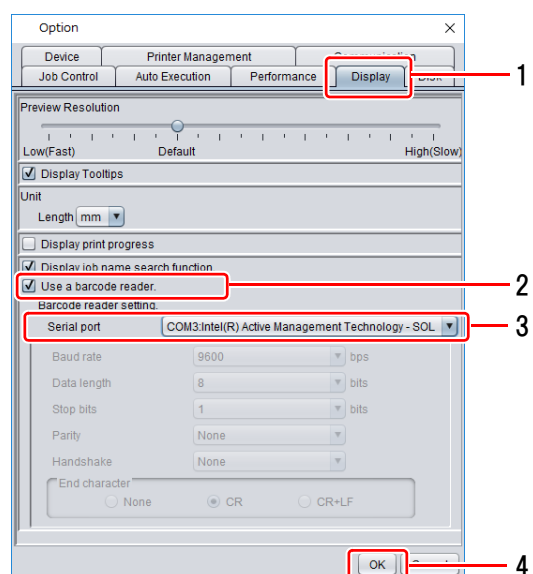 Option
Device Printer Management Communication
Job Control Auto Execution Performance Display Disk 1
Preview Resolution
Low(Fast) Default High(Slow)
Display Tooltips
Unit
Length mm
Display print progress
Display job name search function
Use a barcode reader. 2
Barcode reader setting.
Serial port COM3:Intel(R) Active Management Technology - SOL 3
Baud rate 9600 bps
Data length 8 bits
Stop bits 1 bits
Parity None
Handshake None
End character
None CR CR+LF
OK 4